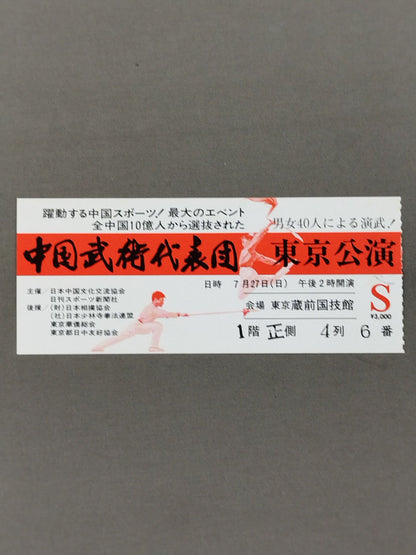 躍動する中国スポーツ！最大のエベント
全中国10億人から選抜された
男女40人による演武！
中国武術代表団 東京公演
日時 7月27日(日) 午後2時開演
主催／日本中国文化交流協会
日刊スポーツ新聞社
後援／(財)日本相撲協会
(社)日本少林寺拳法連盟
東京華僑総会
東京都日中友好協会
会場 東京蔵前国技館
S
¥3,000
1階 正側 4列 6番